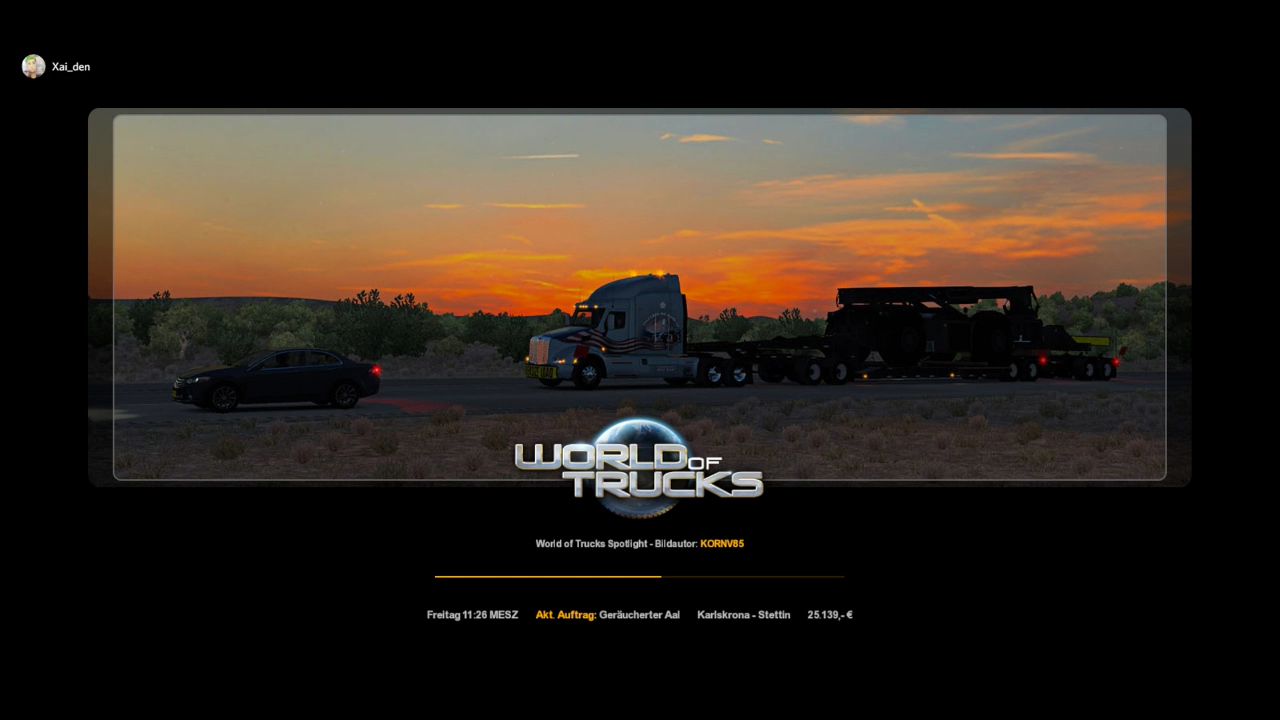 Xai_den
WORLD OF
TRUCKS
World of Trucks Spotlight - Bildautor: KORNV85
Freitag 11:26 MESZ Akt. Auftrag: Geräucherter Aal Karlskrona - Stettin 25.139,- €